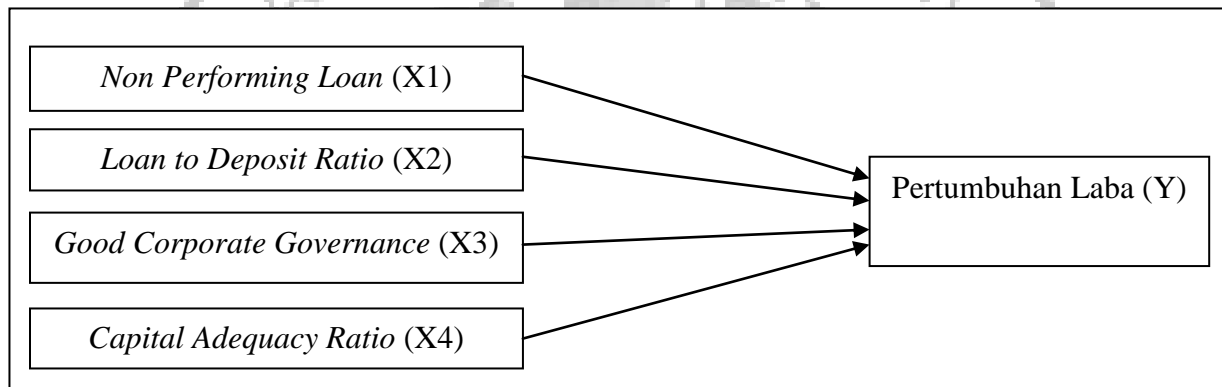 Non Performing Loan (X1)
Loan to Deposit Ratio (X2)
Pertumbuhan Laba (Y)
Good Corporate Governance (X3)
Capital Adequacy Ratio (X4)